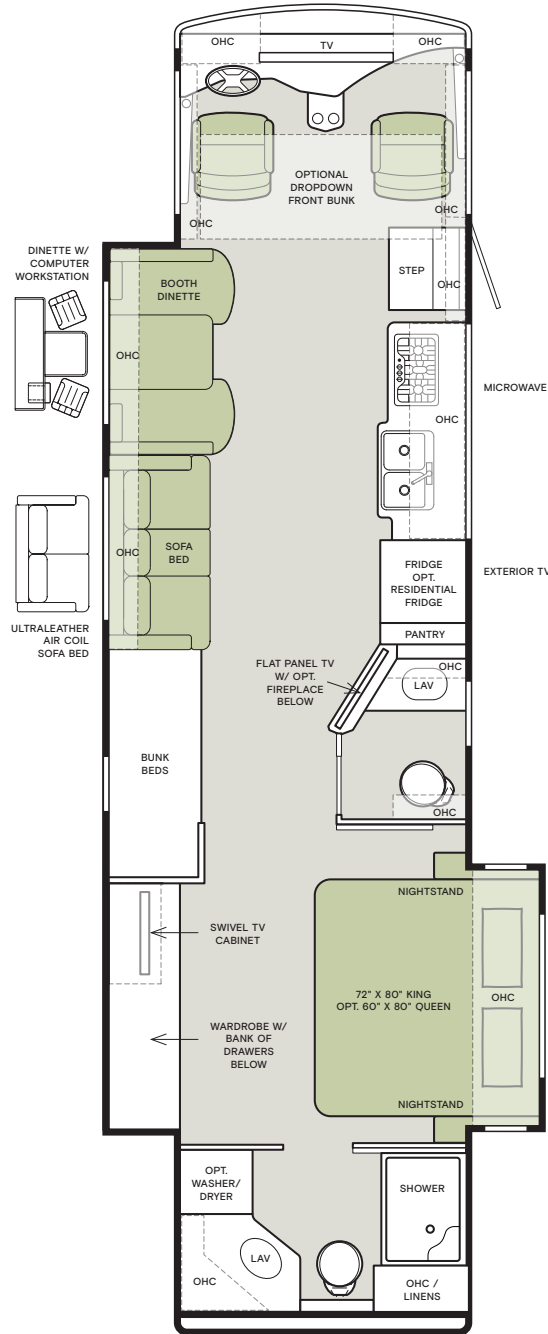 OHC
TV
OHC
OPTIONAL
DROPDOWN
FRONT BUNK
OHC
OHC
DINETTE W/
COMPUTER
WORKSTATION
BOOTH
DINETTE
STEP
OHC
OHC
MICROWAVE
OHC
OHC
SOFA
BED
FRIDGE
OPT.
RESIDENTIAL
FRIDGE
EXTERIOR TV
ULTRALEATHER
AIR COIL
SOFA BED
PANTRY
FLAT PANEL TV
W/ OPT.
FIREPLACE
BELOW
OHC
LAV
BUNK
BEDS
OHC
NIGHTSTAND
SWIVEL TV
CABINET
72" X 80" KING
OPT. 60" X 80" QUEEN
OHC
WARDROBE W/
BANK OF
DRAWERS
BELOW
NIGHTSTAND
OPT.
WASHER/
DRYER
SHOWER
LAV
OHC
OHC /
LINENS